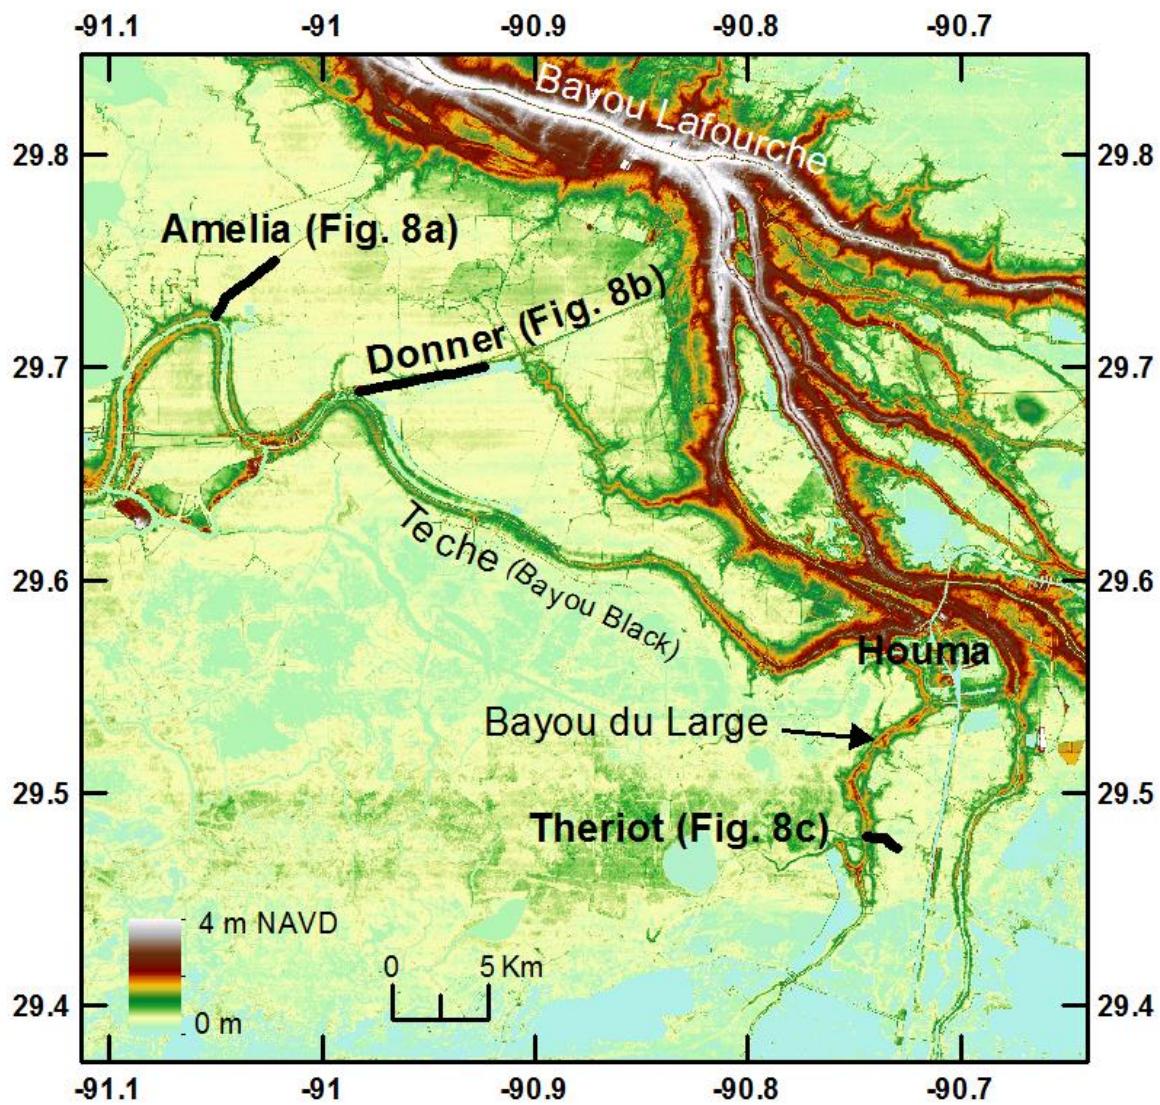 -91.1 -91 -90.9 -90.8 -90.7
Bayou Lafourche
29.8 29.8
Amelia (Fig. 8a)
Donner (Fig. 8b)
29.7 29.7
Teche (Bayou Black)
29.6 29.6
Houma
Bayou du Large
29.5 29.5
Theriot (Fig. 8c)
4 m NAVD
0 5 Km
0 m
29.4 29.4
-91.1 -91 -90.9 -90.8 -90.7